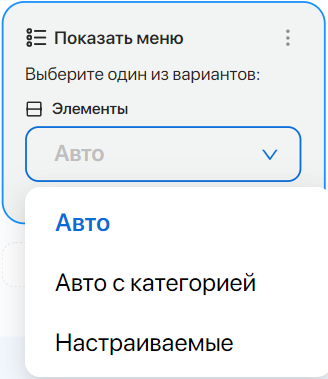 Показать меню
Выберите один из вариантов:
Элементы
Авто
Авто
Авто с категорией
Настраиваемые